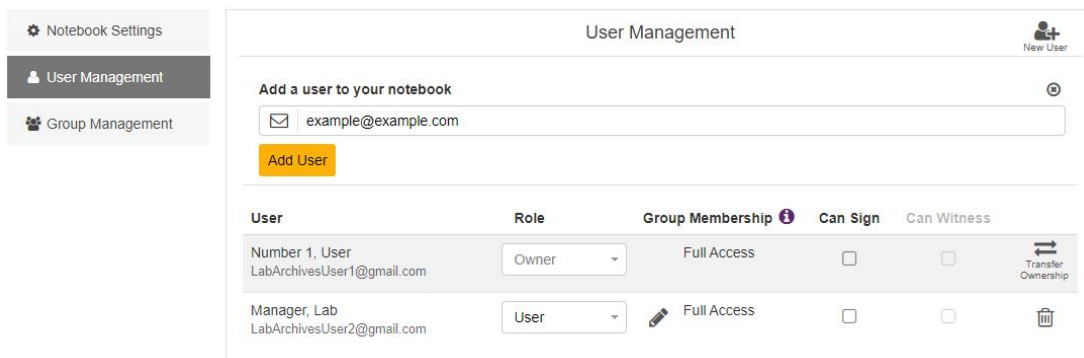 Notebook Settings
User Management
Group Management
User Management
New User
Add a user to your notebook
example@example.com
Add User
User Role Group Membership Can Sign Can Witness
Number 1, User Owner Full Access
LabArchivesUser1@gmail.com
Transfer
Ownership
Manager, Lab User Full Access
LabArchivesUser2@gmail.com